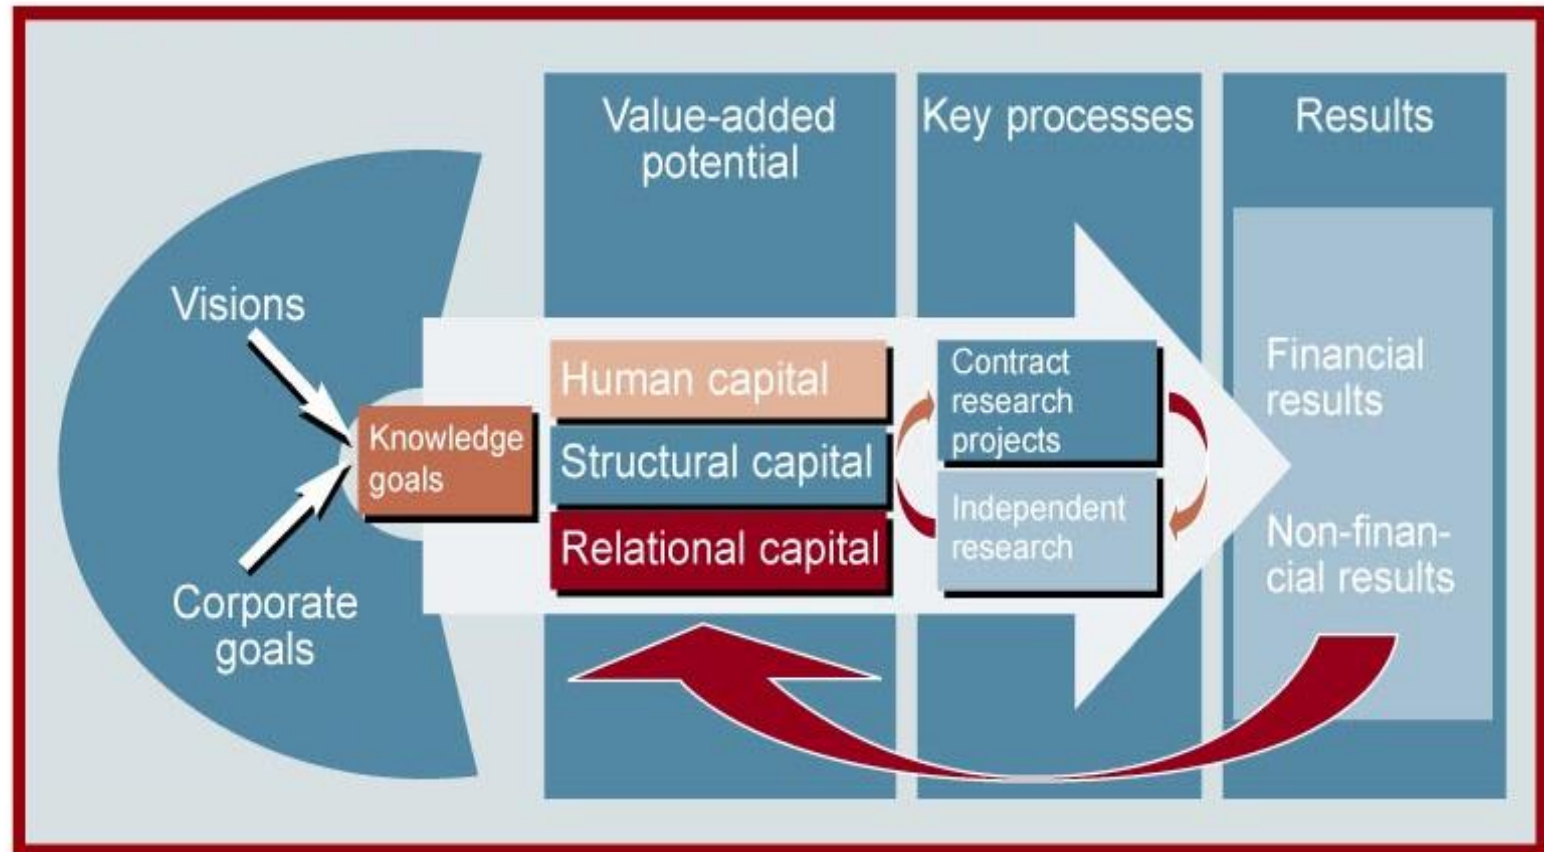 Value-added
potential
Key processes
Results
Visions
Corporate
goals
Knowledge
goals
Human capital
Structural capital
Relational capital
Contract
research
projects
Independent
research
Financial
results
Non-finan-
cial results